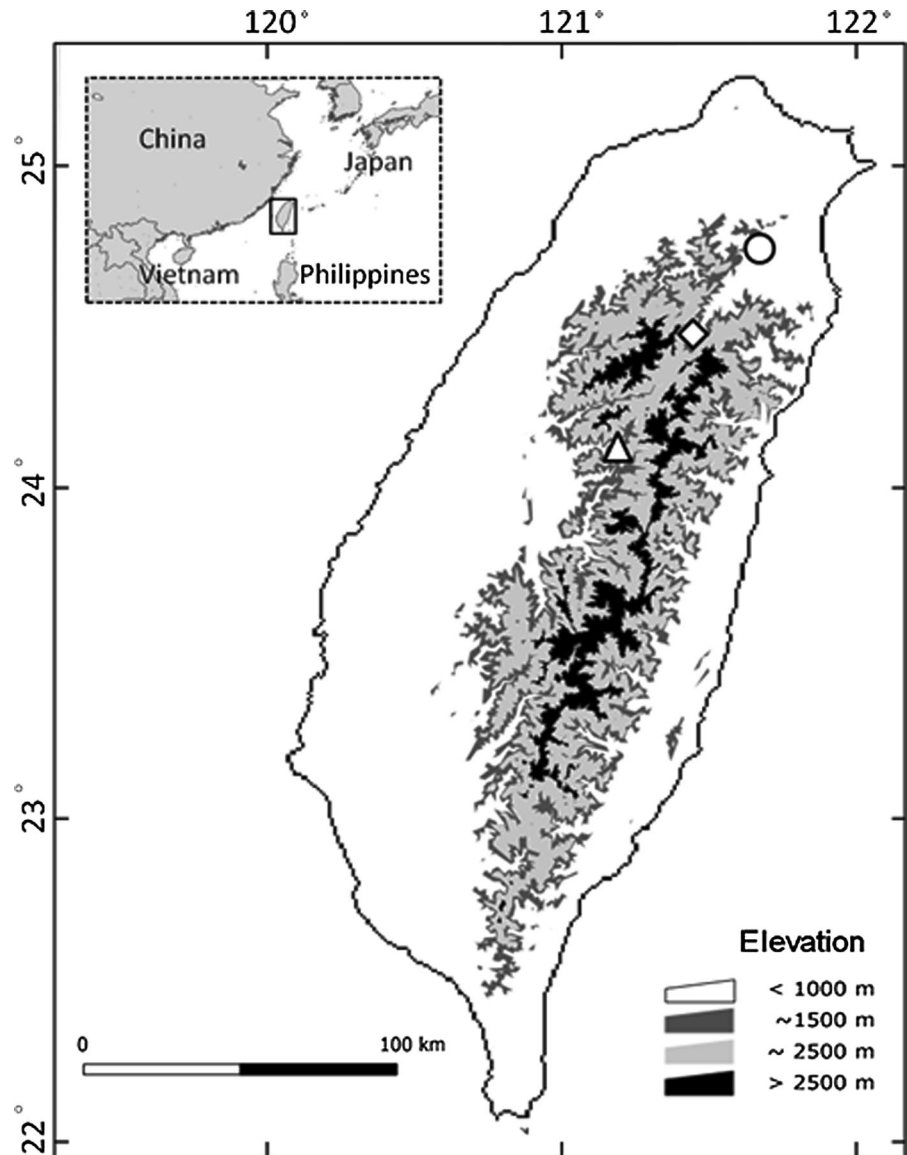 120° 121° 122°
25°
24°
23°
22°
China
Japan
Vietnam
Philippines
Elevation
< 1000 m
~1500 m
~ 2500 m
> 2500 m
0 100 km